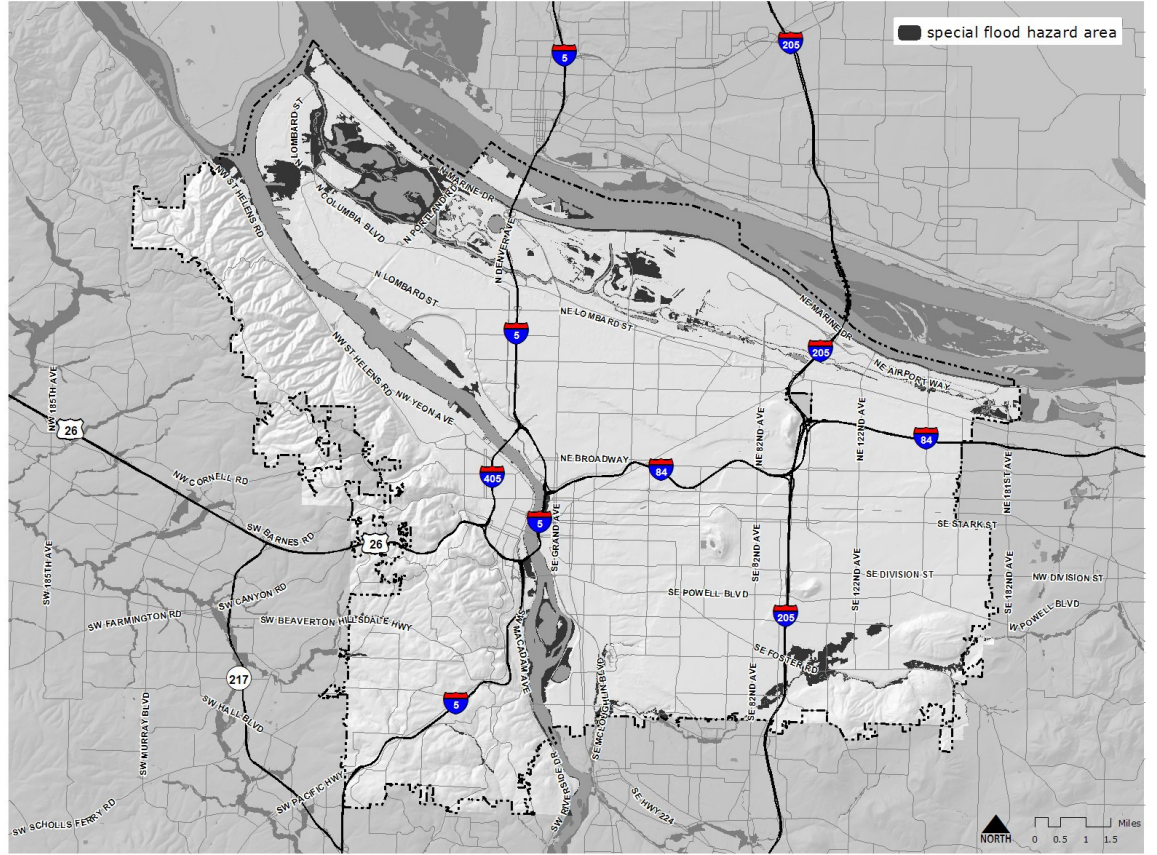 special flood hazard area
5
205
N LOMBARD ST
NW ST HELENS RD
N COLUMBIA BLVD
N MARINE DR
N PORTLAND RD
N DENVER AVE
N LOMBARD ST
NE LOMBARD ST
NE MARINE DR
5
205
NE AIRPORT WAY
NW ST HELENS RD
NW YEON AVE
NW 185TH AVE
26
NE 82ND AVE
NE 122ND AVE
84
NE BROADWAY
84
405
NW CORNELL RD
NE 181ST AVE
5
SE GRAND AVE
SE STARK ST
SW BARNES RD
26
SE 82ND AVE
SE 122ND AVE
SE DIVISION ST
SE 182ND AVE
NW DIVISION ST
SW 185TH AVE
SW CANYON RD
SE POWELL BLVD
W POWELL BLVD
SW FARMINGTON RD
SW BEAVERTON HILLSDALE HWY
205
SW MACADAM AVE
SE FOSTER RD
217
SE 82ND AVE
SE MCLOUGHLIN BLVD
5
SW HALL BLVD
SW MURRAY BLVD
SW PACIFIC HWY
SW RIVERSIDE DR
SE HWY 224
SW SCHOLLS FERRY RD
NORTH
0 0.5 1 1.5 Miles